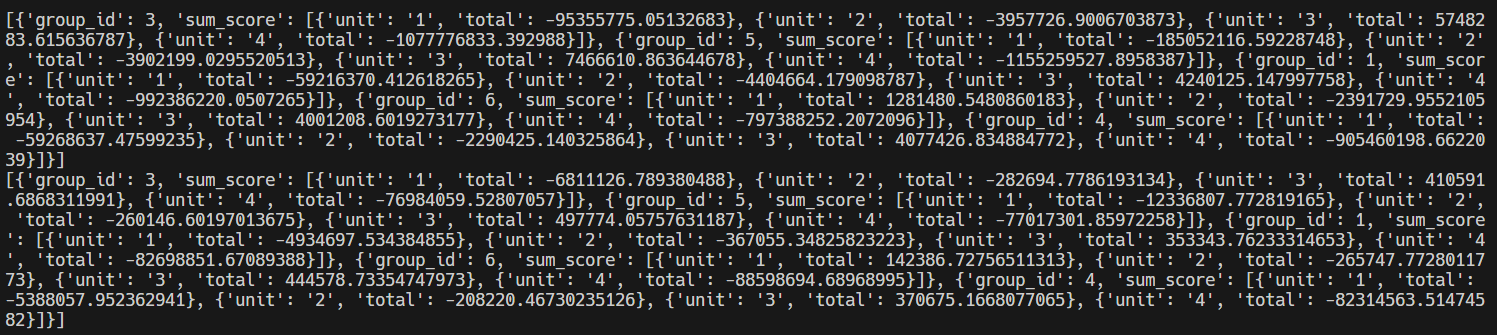 [{'group_id': 3, 'sum_score': [{'unit': '1', 'total': -95355775.05132683}, {'unit': '2', 'total': -3957726.9006703873}, {'unit': '3', 'total': 57482
83.615636787}, {'unit': '4', 'total': -1077776833.392988}]}, {'group_id': 5, 'sum_score': [{'unit': '1', 'total': -185052116.59228748}, {'unit': '2'
, 'total': -3902199.0295520513}, {'unit': '3', 'total': 7466610.863644678}, {'unit': '4', 'total': -1155259527.8958387}]}, {'group_id': 1, 'sum_scor
e': [{'unit': '1', 'total': -59216370.412618265}, {'unit': '2', 'total': -4404664.179098787}, {'unit': '3', 'total': 4240125.147997758}, {'unit': '4
', 'total': -992386220.0507265}]}, {'group_id': 6, 'sum_score': [{'unit': '1', 'total': 1281480.5480860183}, {'unit': '2', 'total': -2391729.9552105
954}, {'unit': '3', 'total': 4001208.6019273177}, {'unit': '4', 'total': -797388252.2072096}]}, {'group_id': 4, 'sum_score': [{'unit': '1', 'total':
 -59268637.47599235}, {'unit': '2', 'total': -2290425.140325864}, {'unit': '3', 'total': 4077426.834884772}, {'unit': '4', 'total': -905460198.66220
39}]}]
[{'group_id': 3, 'sum_score': [{'unit': '1', 'total': -6811126.789380488}, {'unit': '2', 'total': -282694.7786193134}, {'unit': '3', 'total': 410591
.6868311991}, {'unit': '4', 'total': -76984059.52807057}]}, {'group_id': 5, 'sum_score': [{'unit': '1', 'total': -12336807.772819165}, {'unit': '2',
 'total': -260146.60197013675}, {'unit': '3', 'total': 497774.05757631187}, {'unit': '4', 'total': -77017301.85972258}]}, {'group_id': 1, 'sum_score
': [{'unit': '1', 'total': -4934697.534384855}, {'unit': '2', 'total': -367055.34825823223}, {'unit': '3', 'total': 353343.76233314653}, {'unit': '4
', 'total': -82698851.67089388}]}, {'group_id': 6, 'sum_score': [{'unit': '1', 'total': 142386.72756511313}, {'unit': '2', 'total': -265747.77280117
73}, {'unit': '3', 'total': 444578.73354747973}, {'unit': '4', 'total': -88598694.68968995}]}, {'group_id': 4, 'sum_score': [{'unit': '1', 'total':
-5388057.952362941}, {'unit': '2', 'total': -208220.46730235126}, {'unit': '3', 'total': 370675.1668077065}, {'unit': '4', 'total': -82314563.514745
82}]}]